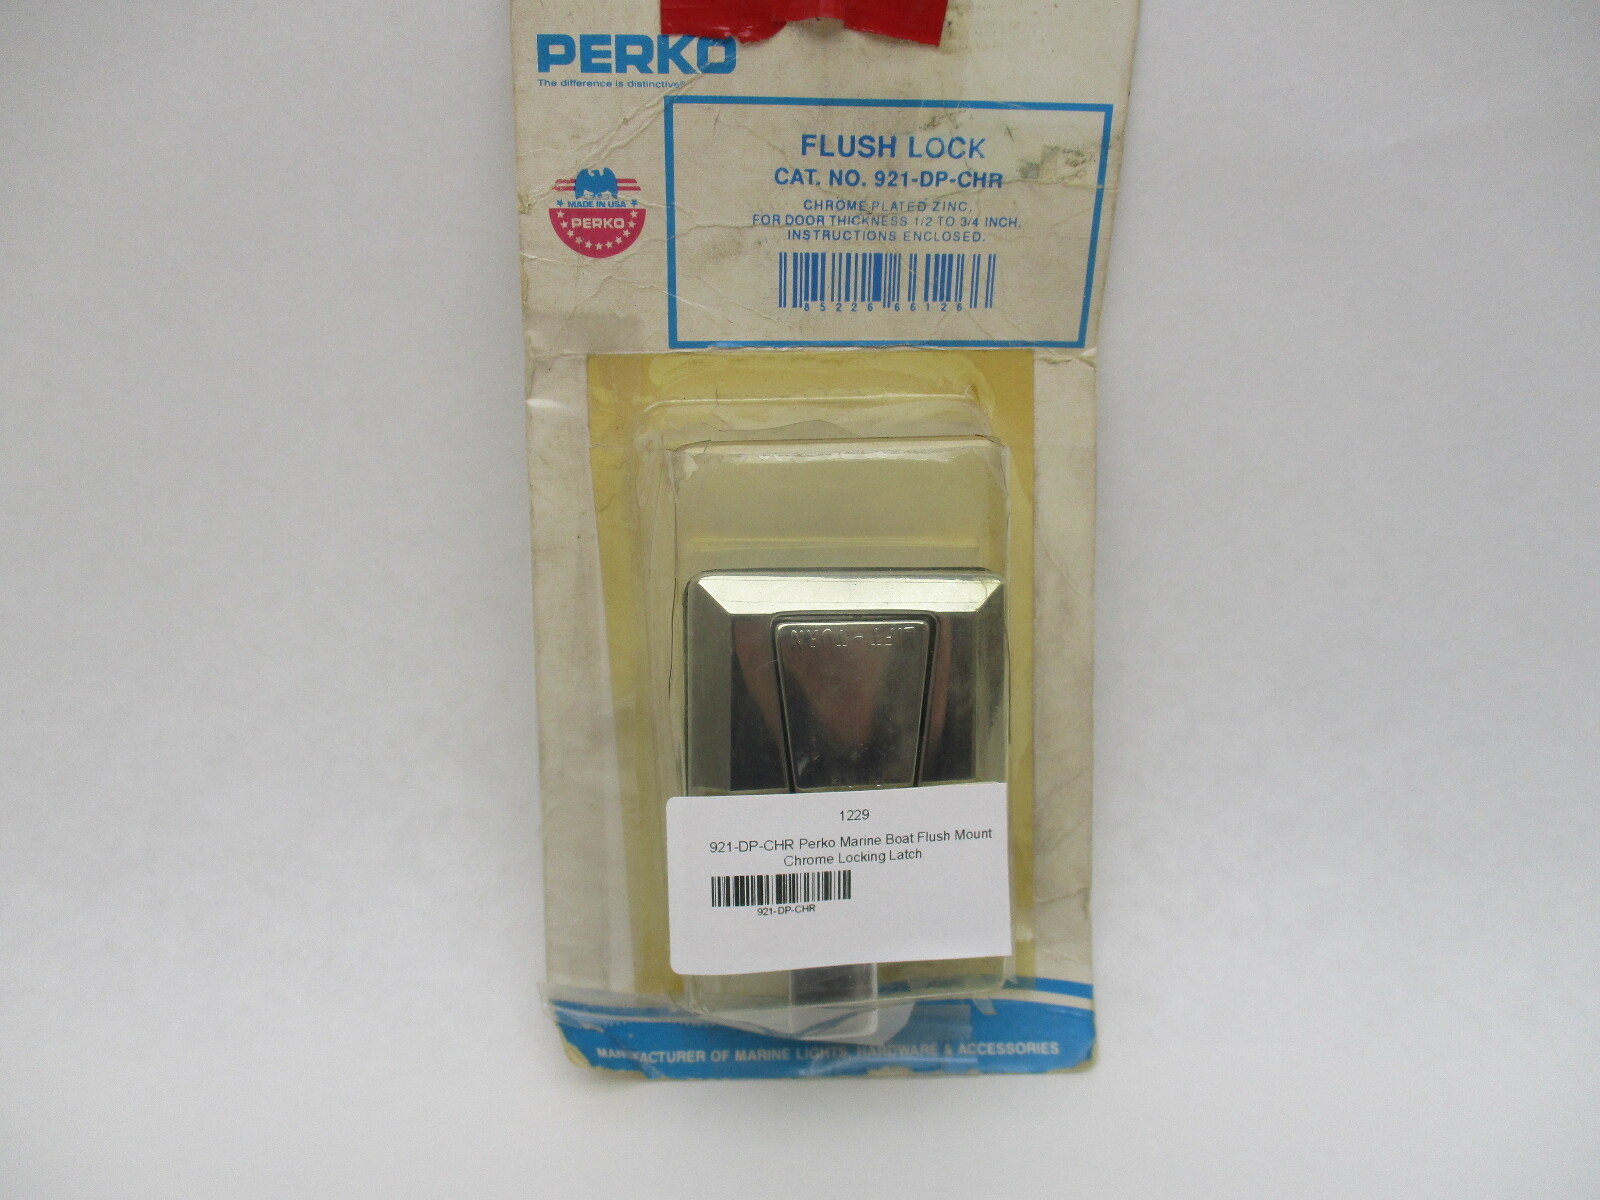 PERKO
The difference is distinctive®
FLUSH LOCK
CAT. NO. 921-DP-CHR
CHROME PLATED ZINC.
FOR DOOR THICKNESS 1/2 TO 3/4 INCH.
INSTRUCTIONS ENCLOSED.
MADE IN USA
PERKO
85226 66126
LIFT-TURN
1229
921-DP-CHR Perko Marine Boat Flush Mount
Chrome Locking Latch
921-DP-CHR
MANUFACTURER OF MARINE LIGHTS, HARDWARE & ACCESSORIES